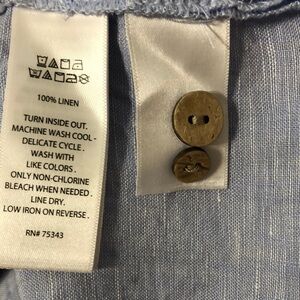 100% LINEN
TURN INSIDE OUT.
MACHINE WASH COOL -
DELICATE CYCLE.
WASH WITH
LIKE COLORS.
ONLY NON-CHLORINE
BLEACH WHEN NEEDED.
LINE DRY.
LOW IRON ON REVERSE.
RN# 75343